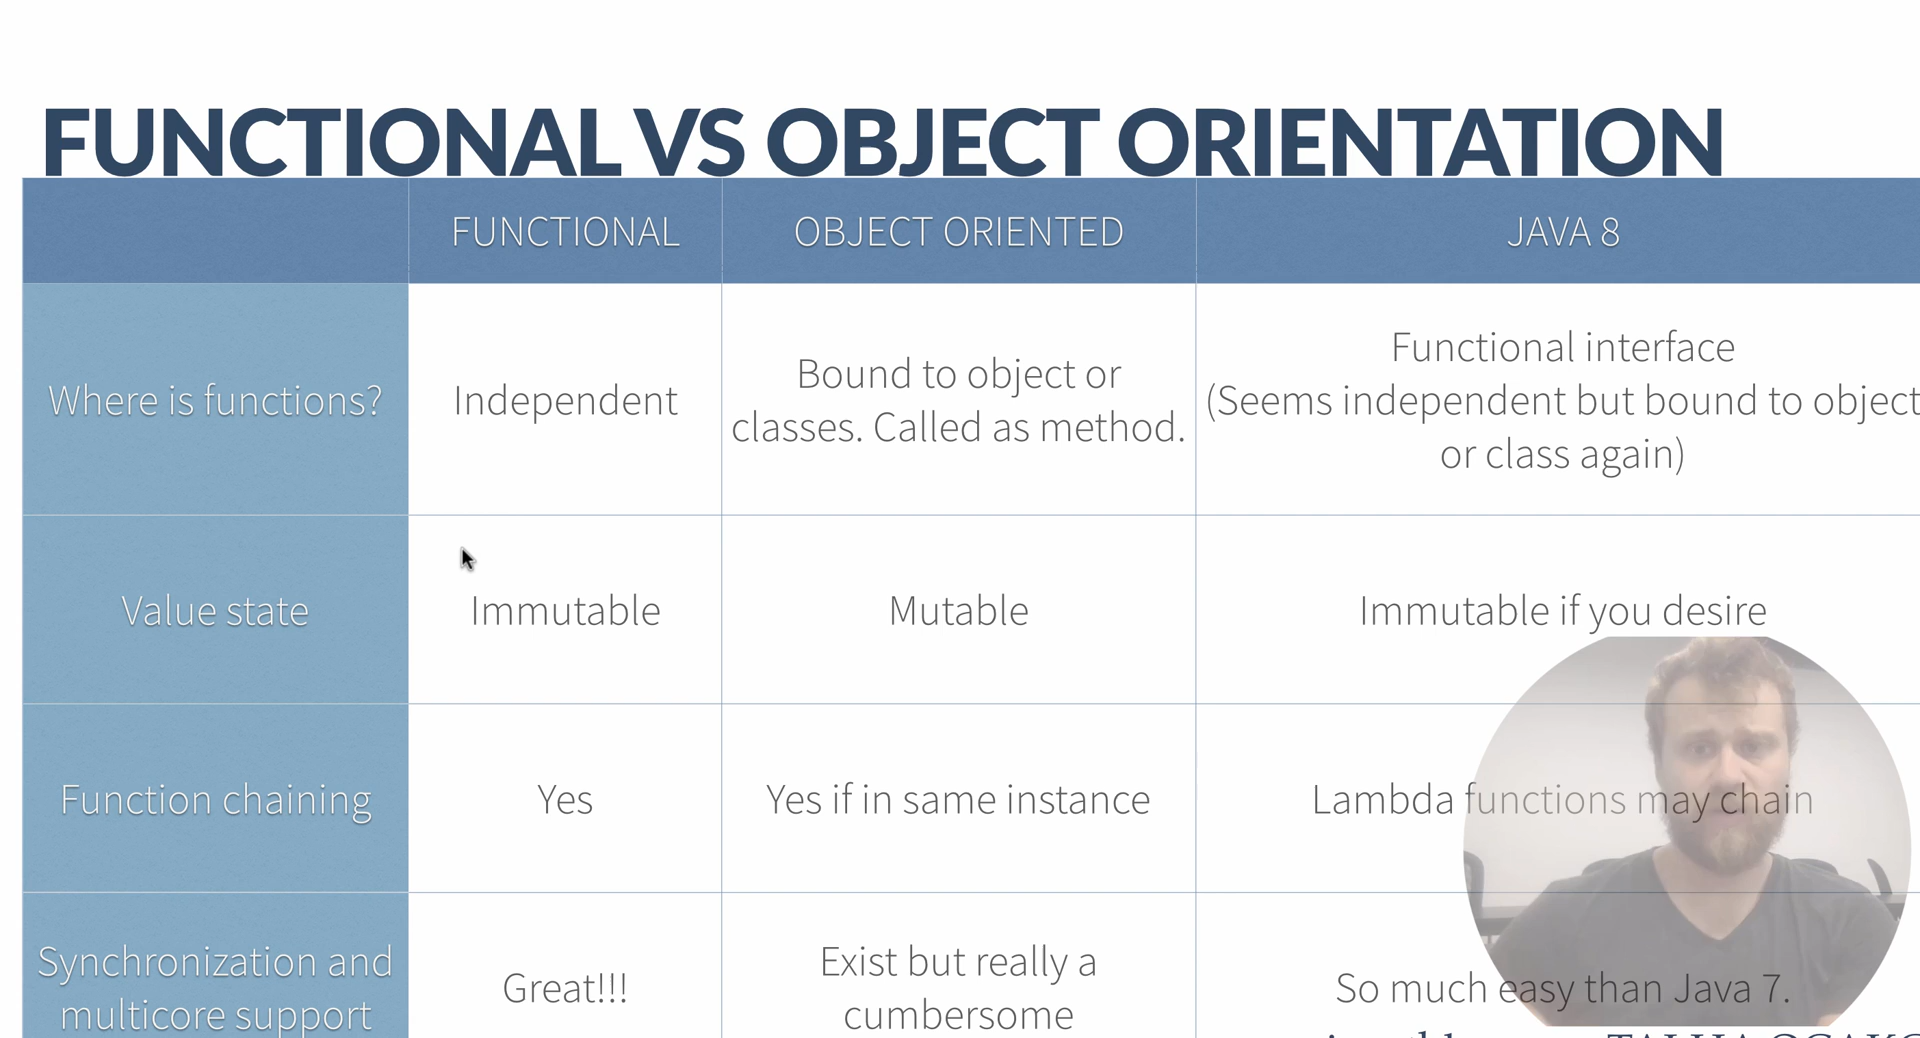 FUNCTIONAL VS OBJECT ORIENTATION
FUNCTIONAL
OBJECT ORIENTED
JAVA 8
Where is functions?
Independent
Bound to object or
classes. Called as method.
Functional interface
(Seems independent but bound to object
or class again)
Value state
Immutable
Mutable
Immutable if you desire
Function chaining
Yes
Yes if in same instance
Lambda functions may chain
Synchronization and
multicore support
Great!!!
Exist but really a
cumbersome
So much easy than Java 7.